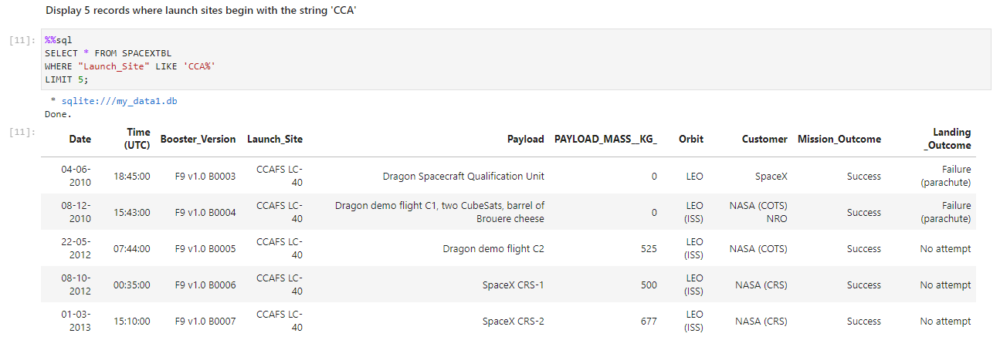 Display 5 records where launch sites begin with the string 'CCA'
[11]: %%sql
SELECT * FROM SPACEXTBL
WHERE "Launch_Site" LIKE 'CCA%'
LIMIT 5;
* sqlite:///my_data1.db
Done.
[11]:
Date Time (UTC) Booster_Version Launch_Site Payload PAYLOAD_MASS__KG_ Orbit Customer Mission_Outcome Landing _Outcome
04-06-2010 18:45:00 F9 v1.0 B0003 CCAFS LC-40 Dragon Spacecraft Qualification Unit 0 LEO SpaceX Success Failure (parachute)
08-12-2010 15:43:00 F9 v1.0 B0004 CCAFS LC-40 Dragon demo flight C1, two CubeSats, barrel of Brouere cheese 0 LEO (ISS) NASA (COTS) NRO Success Failure (parachute)
22-05-2012 07:44:00 F9 v1.0 B0005 CCAFS LC-40 Dragon demo flight C2 525 LEO (ISS) NASA (COTS) Success No attempt
08-10-2012 00:35:00 F9 v1.0 B0006 CCAFS LC-40 SpaceX CRS-1 500 LEO (ISS) NASA (CRS) Success No attempt
01-03-2013 15:10:00 F9 v1.0 B0007 CCAFS LC-40 SpaceX CRS-2 677 LEO (ISS) NASA (CRS) Success No attempt